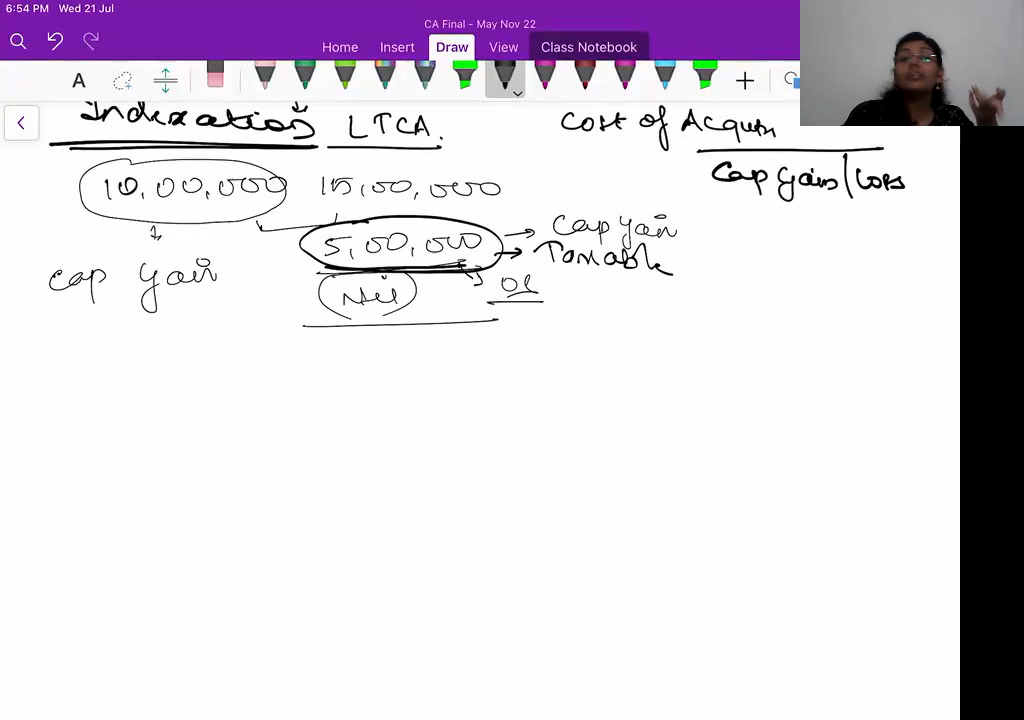 6:54 PM Wed 21 Jul
CA Final - May Nov 22
Home Insert Draw View Class Notebook
A
Indexation LTCA. Cost of Acqusn
Cap gain/Loss
10,00,000 15,00,000
5,00,000 Cap gain
Taxable
cap gain Nil